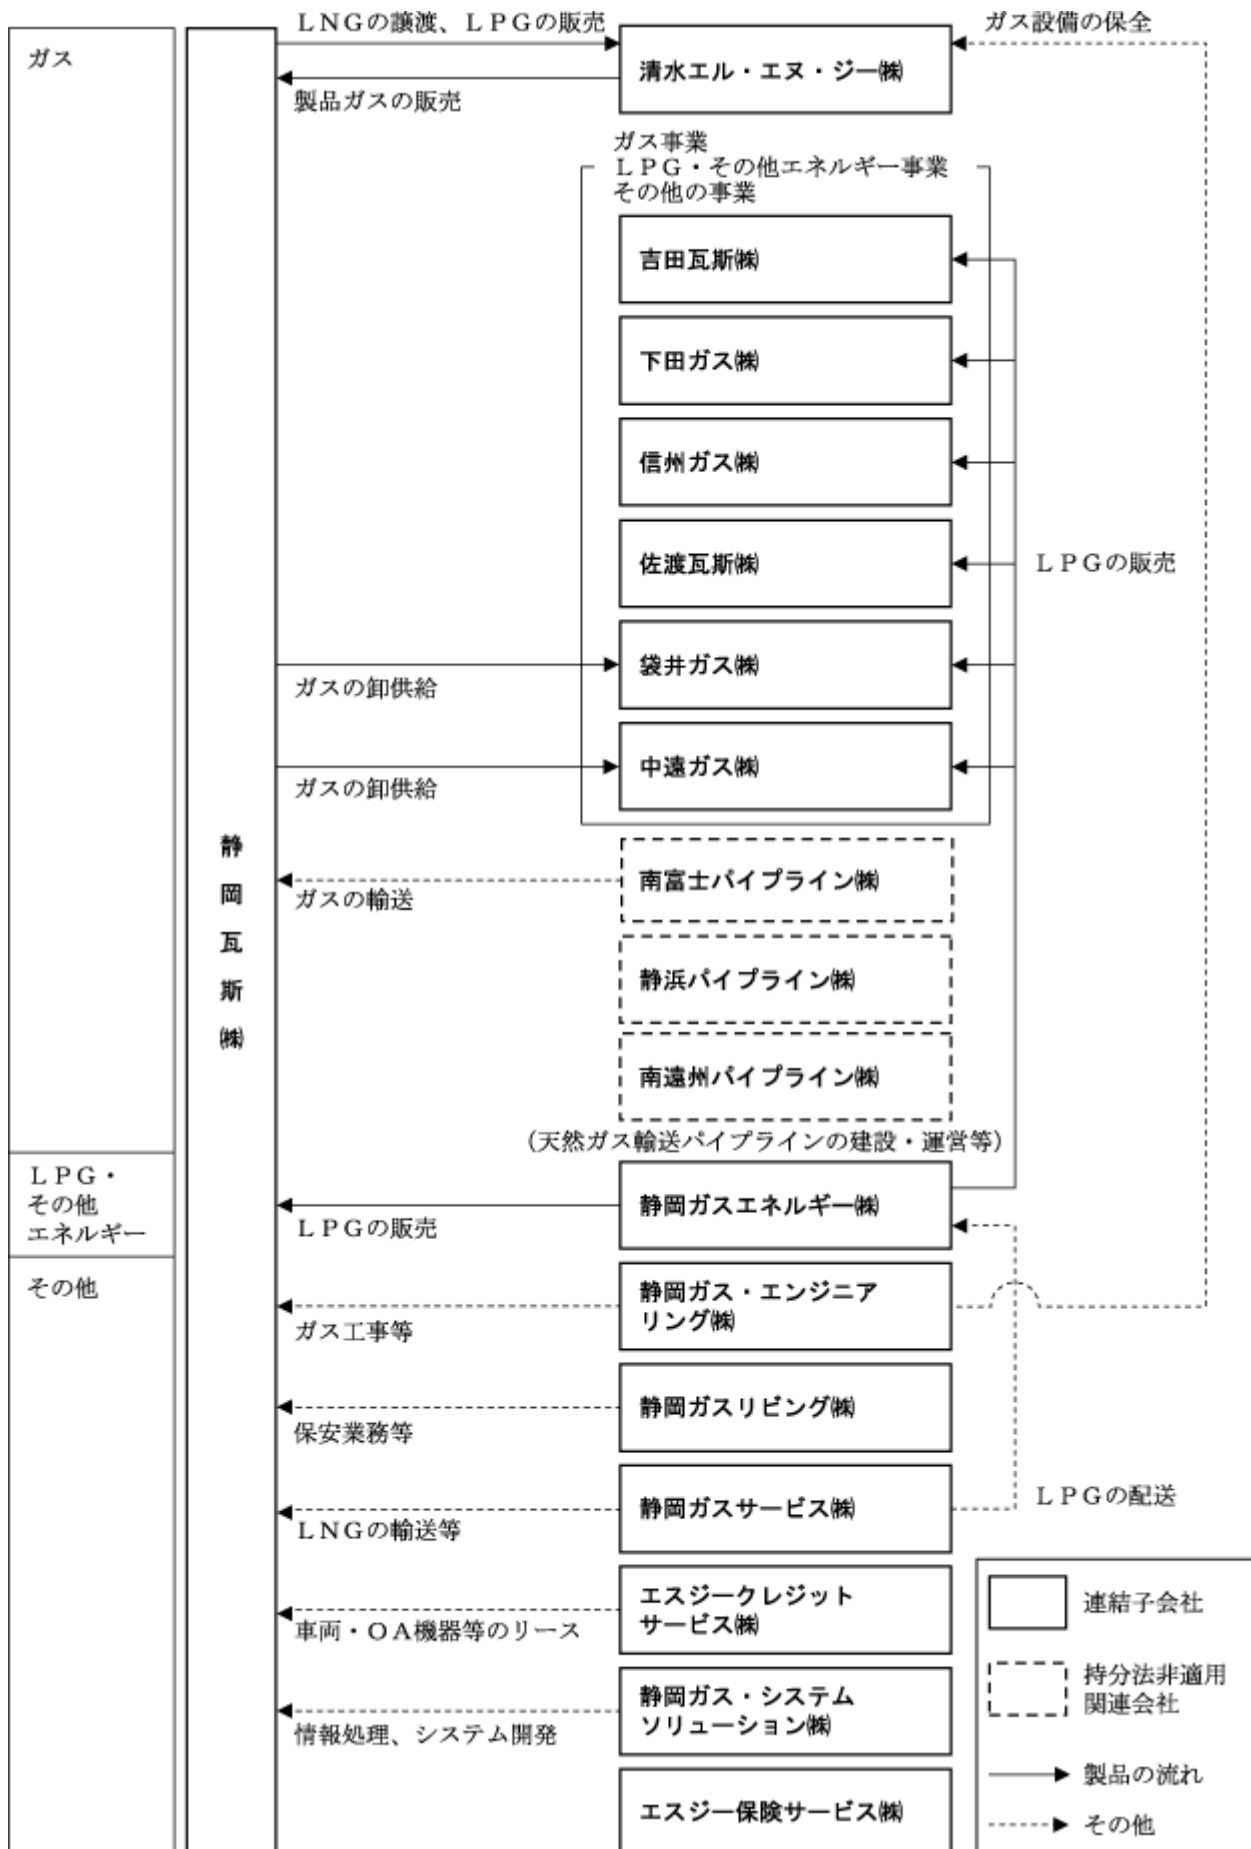 ガス
静岡瓦斯㈱
LNGの譲渡、LPGの販売
ガス設備の保全
清水エル・エヌ・ジー㈱
製品ガスの販売
ガス事業
LPG・その他エネルギー事業
その他の事業
吉田瓦斯㈱
下田ガス㈱
信州ガス㈱
佐渡瓦斯㈱
LPGの販売
袋井ガス㈱
ガスの卸供給
中遠ガス㈱
ガスの卸供給
南富士パイプライン㈱
ガスの輸送
静浜パイプライン㈱
南遠州パイプライン㈱
(天然ガス輸送パイプラインの建設・運営等)
LPG・
その他
エネルギー
静岡ガスエネルギー㈱
LPGの販売
その他
静岡ガス・エンジニア
リング㈱
ガス工事等
静岡ガスリビング㈱
保安業務等
静岡ガスサービス㈱
LPGの配送
LNGの輸送等
エスジークレジット
サービス㈱
車両・OA機器等のリース
静岡ガス・システム
ソリューション㈱
情報処理、システム開発
エスジー保険サービス㈱
連結子会社
持分法非適用
関連会社
製品の流れ
その他